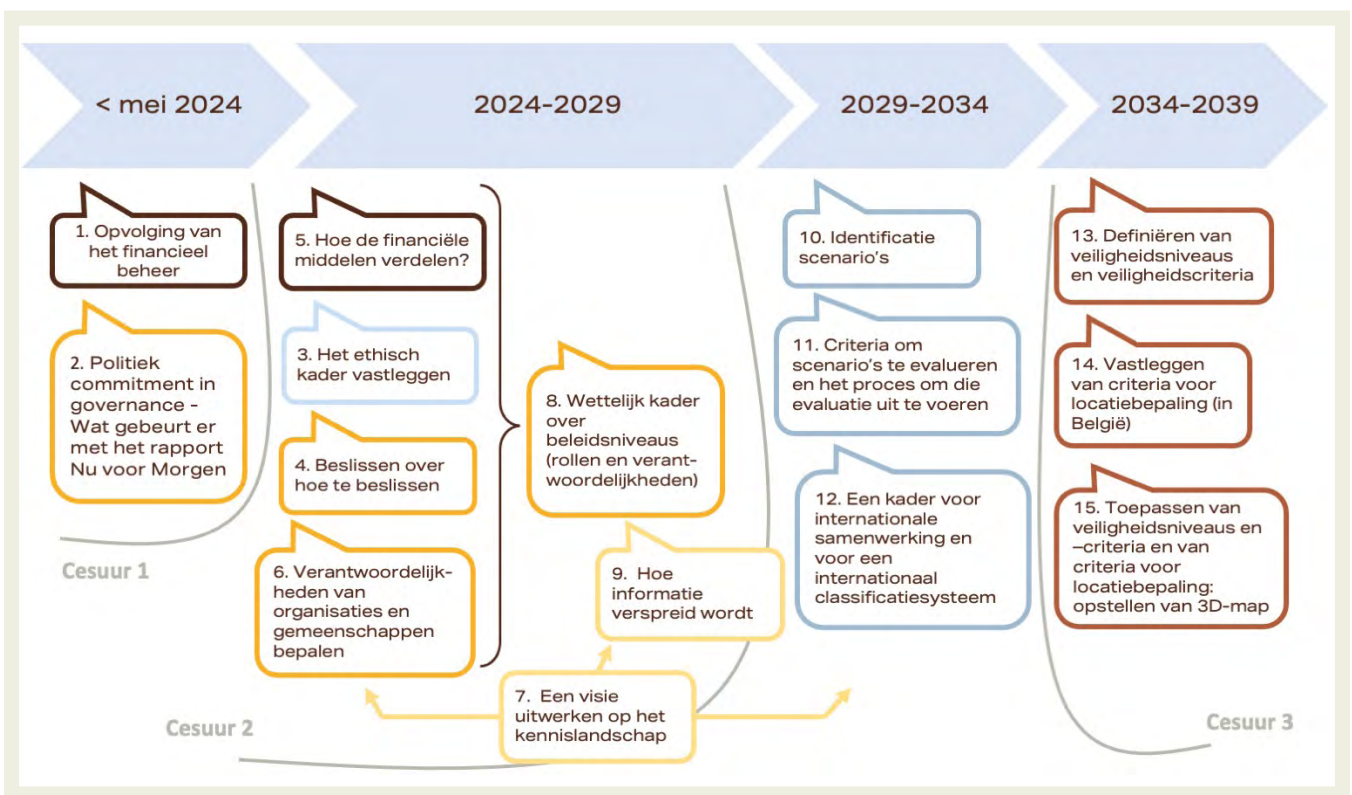 < mei 2024
2024-2029
2029-2034
2034-2039
1. Opvolging van
het financieel
beheer
2. Politiek
commitment in
governance -
Wat gebeurt er
met het rapport
Nu voor Morgen
Cesuur 1
5. Hoe de financiële
middelen verdelen?
3. Het ethisch
kader vastleggen
4. Beslissen over
hoe te beslissen
6. Verantwoordelijk-
heden van
organisaties en
gemeenschappen
bepalen
8. Wettelijk kader
over
beleidsniveaus
(rollen en verant-
woordelijkheden)
9. Hoe
informatie
verspreid wordt
7. Een visie
uitwerken op het
kennislandschap
Cesuur 2
10. Identificatie
scenario's
11. Criteria om
scenario's te evalueren
en het proces om die
evaluatie uit te voeren
12. Een kader voor
internationale
samenwerking en
voor een
internationaal
classificatiesysteem
13. Definiëren van
veiligheidsniveaus
en veiligheidscriteria
14. Vastleggen
van criteria voor
locatiebepaling (in
België)
15. Toepassen van
veiligheidsniveaus en
–criteria en van
criteria voor
locatiebepaling:
opstellen van 3D-map
Cesuur 3